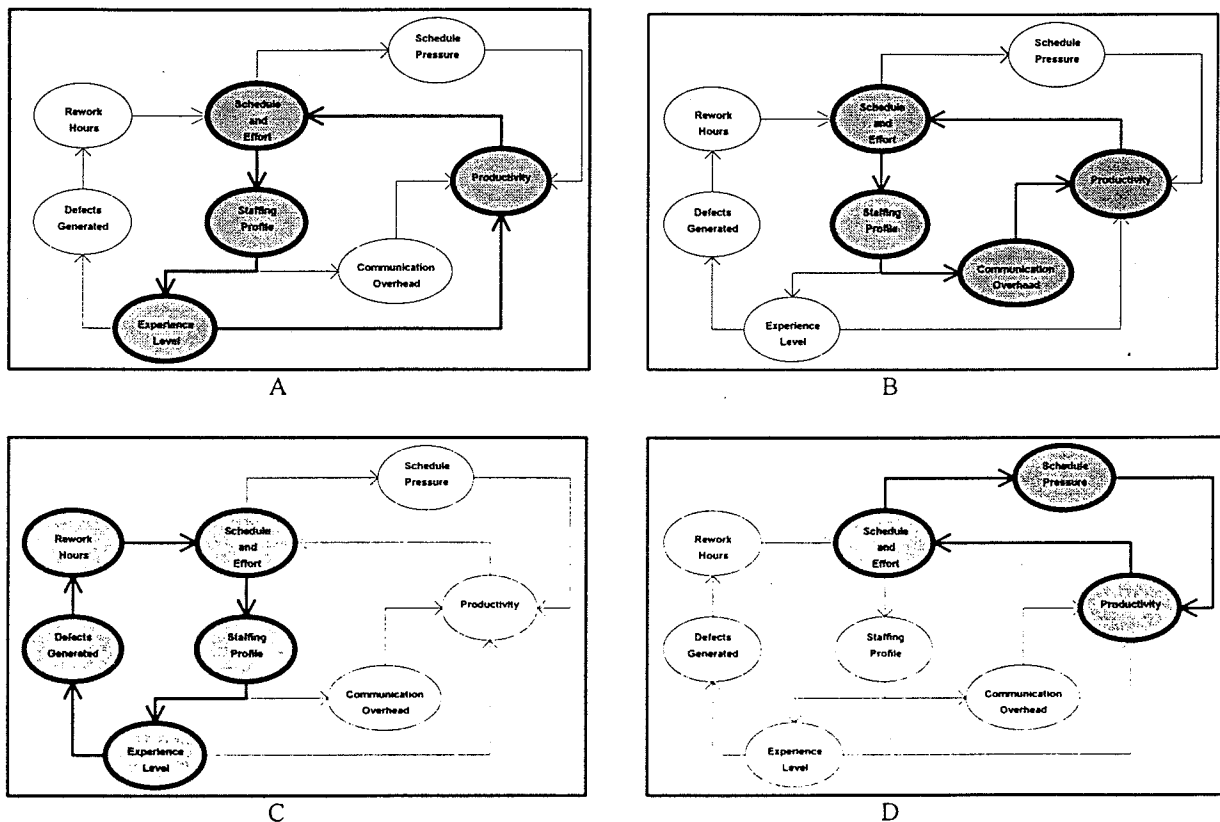 Schedule
Pressure
Rework
Hours
Schedule
and
Effort
Productivity
Defects
Generated
Staffing
Profile
Communication
Overhead
Experience
Level
A
Schedule
Pressure
Rework
Hours
Schedule
and
Effort
Productivity
Defects
Generated
Staffing
Profile
Communication
Overhead
Experience
Level
B
Schedule
Pressure
Rework
Hours
Schedule
and
Effort
Productivity
Defects
Generated
Staffing
Profile
Communication
Overhead
Experience
Level
C
Schedule
Pressure
Rework
Hours
Schedule
and
Effort
Productivity
Defects
Generated
Staffing
Profile
Communication
Overhead
Experience
Level
D